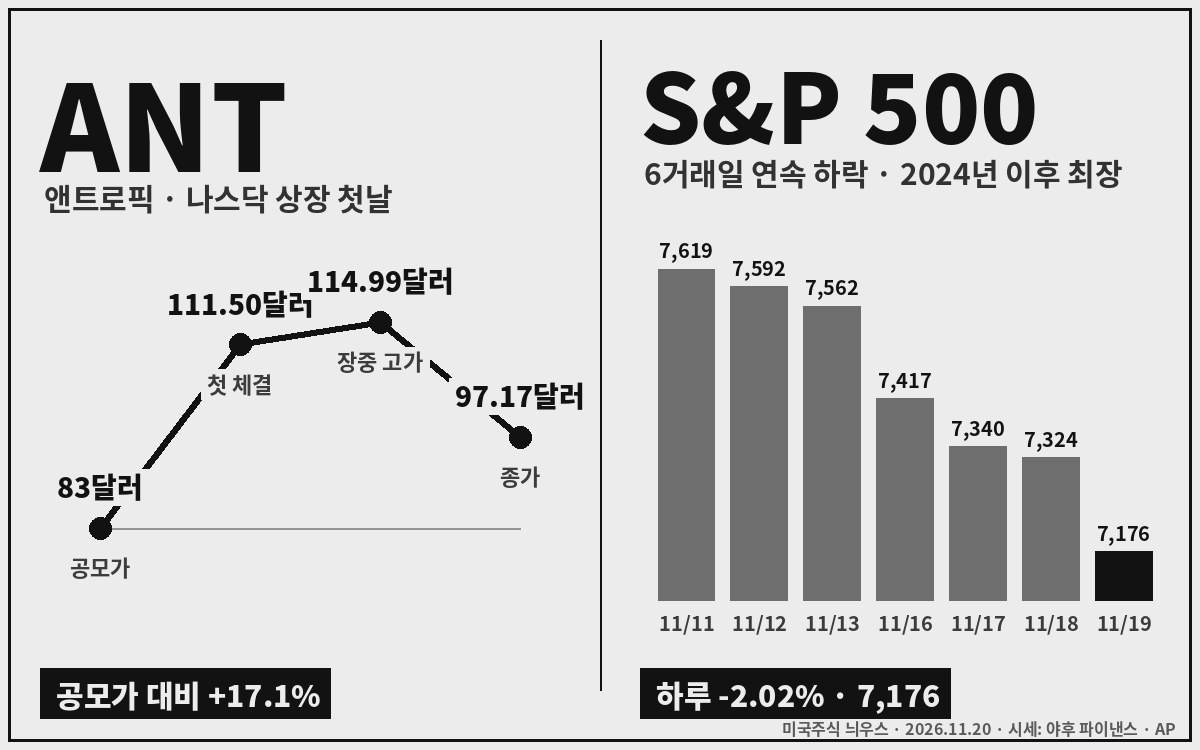 ANT
앤트로픽 · 나스닥 상장 첫날
114.99달러
111.50달러
장중 고가
첫 체결
97.17달러
종가
83달러
공모가
공모가 대비 +17.1%
S&P 500
6거래일 연속 하락 · 2024년 이후 최장
7,619
7,592
7,562
7,417
7,340
7,324
7,176
11/11 11/12 11/13 11/16 11/17 11/18 11/19
하루 -2.02% · 7,176
미국주식 늬우스 · 2026.11.20 · 시세: 야후 파이낸스 · AP